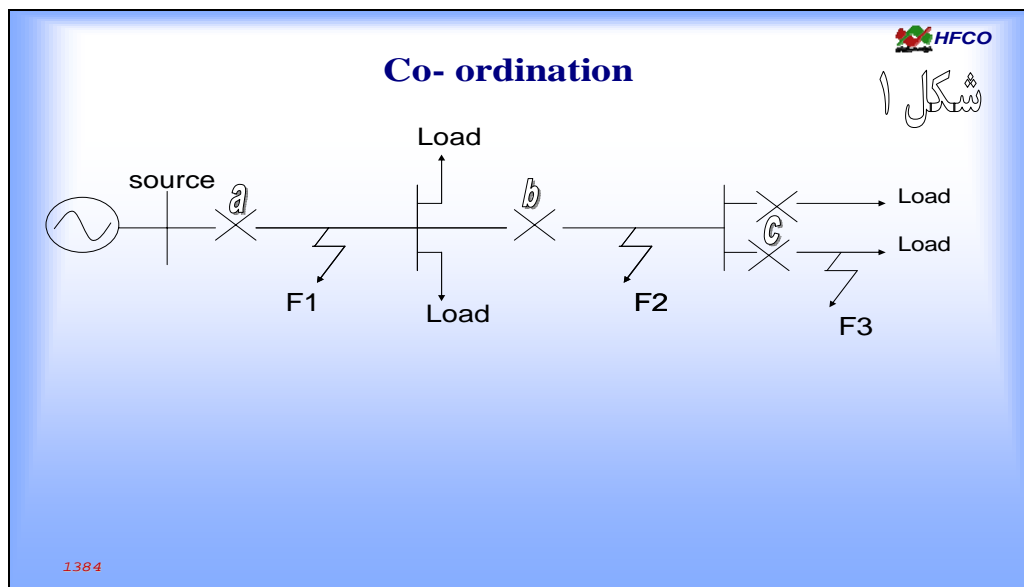 HFCO
Co- ordination
شکل ۱
Load
source
a
b
c
Load
Load
F1
Load
F2
F3
1384